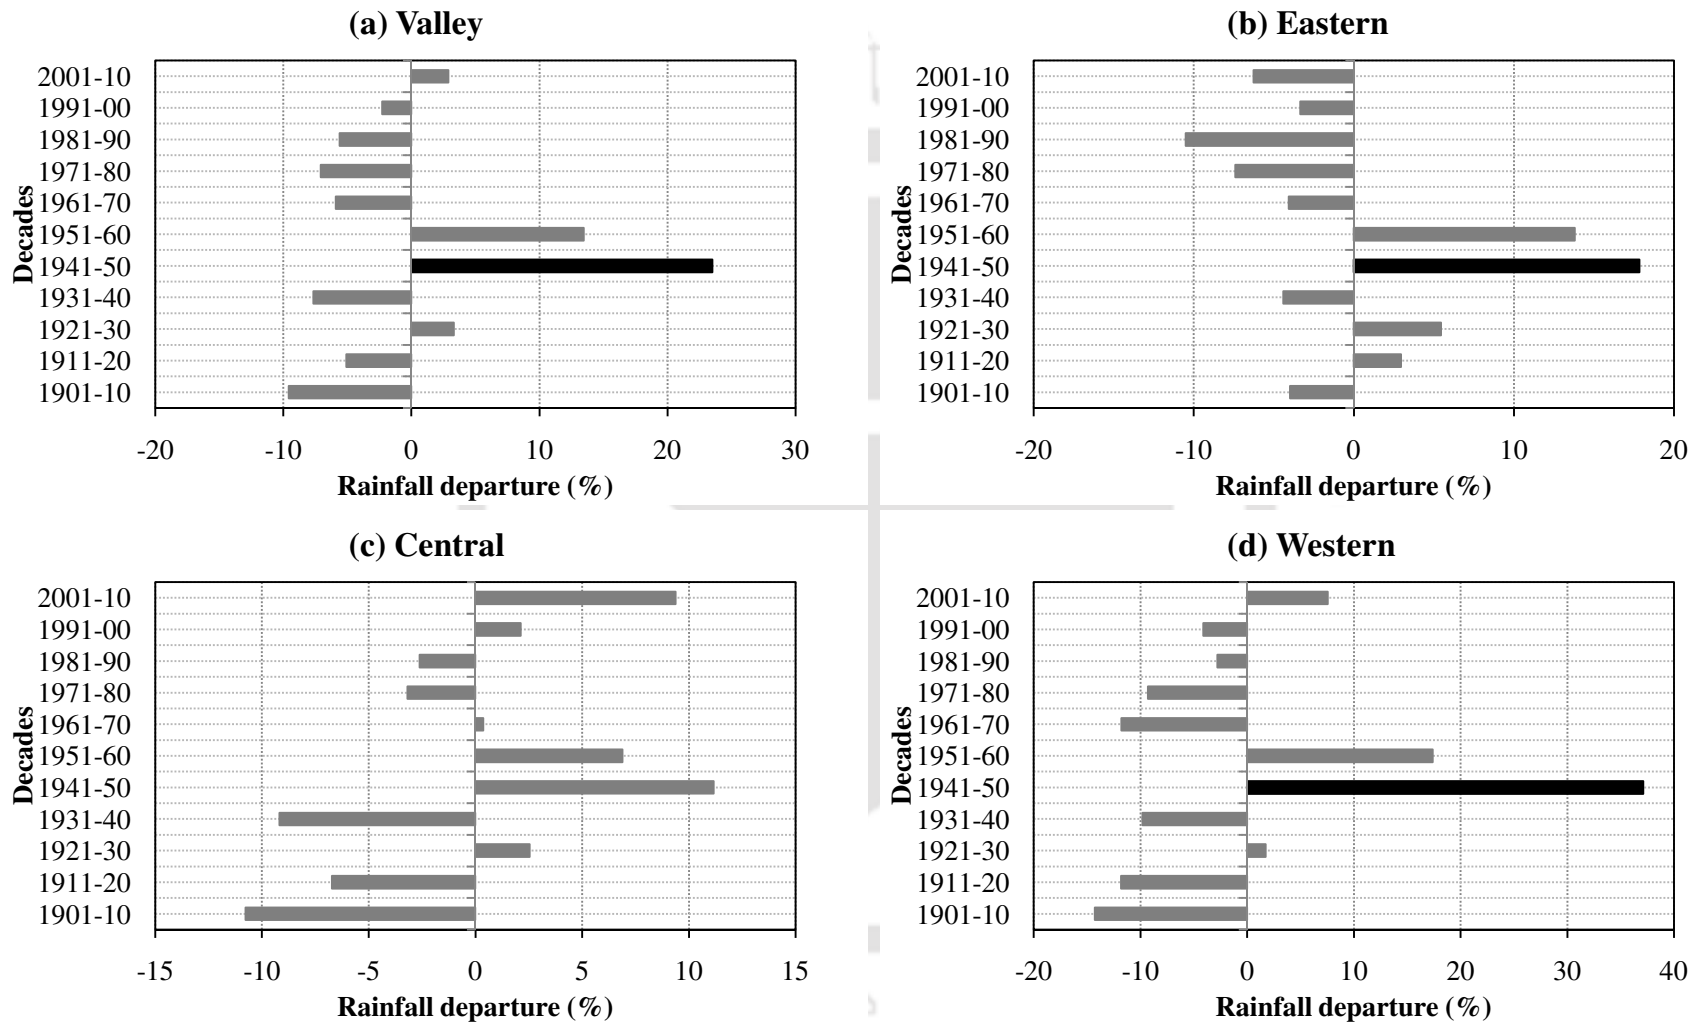 (a) Valley
2001-10
1991-00
1981-90
1971-80
1961-70
1951-60
1941-50
1931-40
1921-30
1911-20
1901-10
Decades
-20 -10 0 10 20 30
Rainfall departure (%)
(b) Eastern
2001-10
1991-00
1981-90
1971-80
1961-70
1951-60
1941-50
1931-40
1921-30
1911-20
1901-10
Decades
-20 -10 0 10 20
Rainfall departure (%)
(c) Central
2001-10
1991-00
1981-90
1971-80
1961-70
1951-60
1941-50
1931-40
1921-30
1911-20
1901-10
Decades
-15 -10 -5 0 5 10 15
Rainfall departure (%)
(d) Western
2001-10
1991-00
1981-90
1971-80
1961-70
1951-60
1941-50
1931-40
1921-30
1911-20
1901-10
Decades
-20 -10 0 10 20 30 40
Rainfall departure (%)